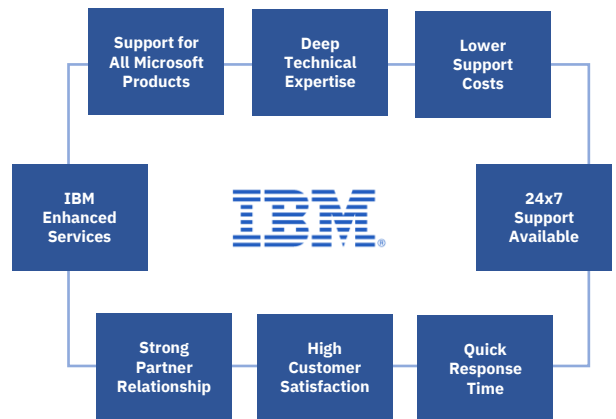 Support for
All Microsoft
Products
Deep
Technical
Expertise
Lower
Support
Costs
IBM
Enhanced
Services
IBM®
24x7
Support
Available
Strong
Partner
Relationship
High
Customer
Satisfaction
Quick
Response
Time